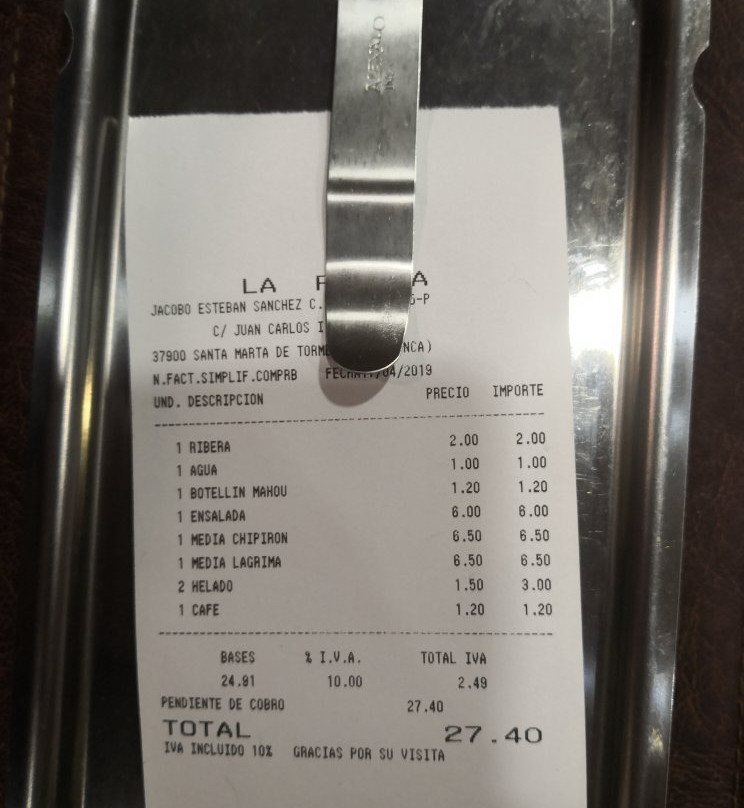 LA
JACOBO ESTEBAN SANCHEZ C. 6-P
C/ JUAN CARLOS I
37900 SANTA MARTA DE
N.FACT.SIMPLIF.COMPRB 04/2019
UND. DESCRIPCION PRECIO IMPORTE
1 RIBERA 2.00 2.00
1 AGUA 1.00 1.00
1 BOTELLIN MAHOU 1.20 1.20
1 ENSALADA 6.00 6.00
1 MEDIA CHIPIRON 6.50 6.50
1 MEDIA LAGRIMA 6.50 6.50
2 HELADO 1.50 3.00
1 CAFE 1.20 1.20
BASES % I.V.A. TOTAL IVA
24.91 10.00 2.49
PENDIENTE DE COBRO 27.40
TOTAL 27.40
IVA INCLUIDO 10% GRACIAS POR SU VISITA